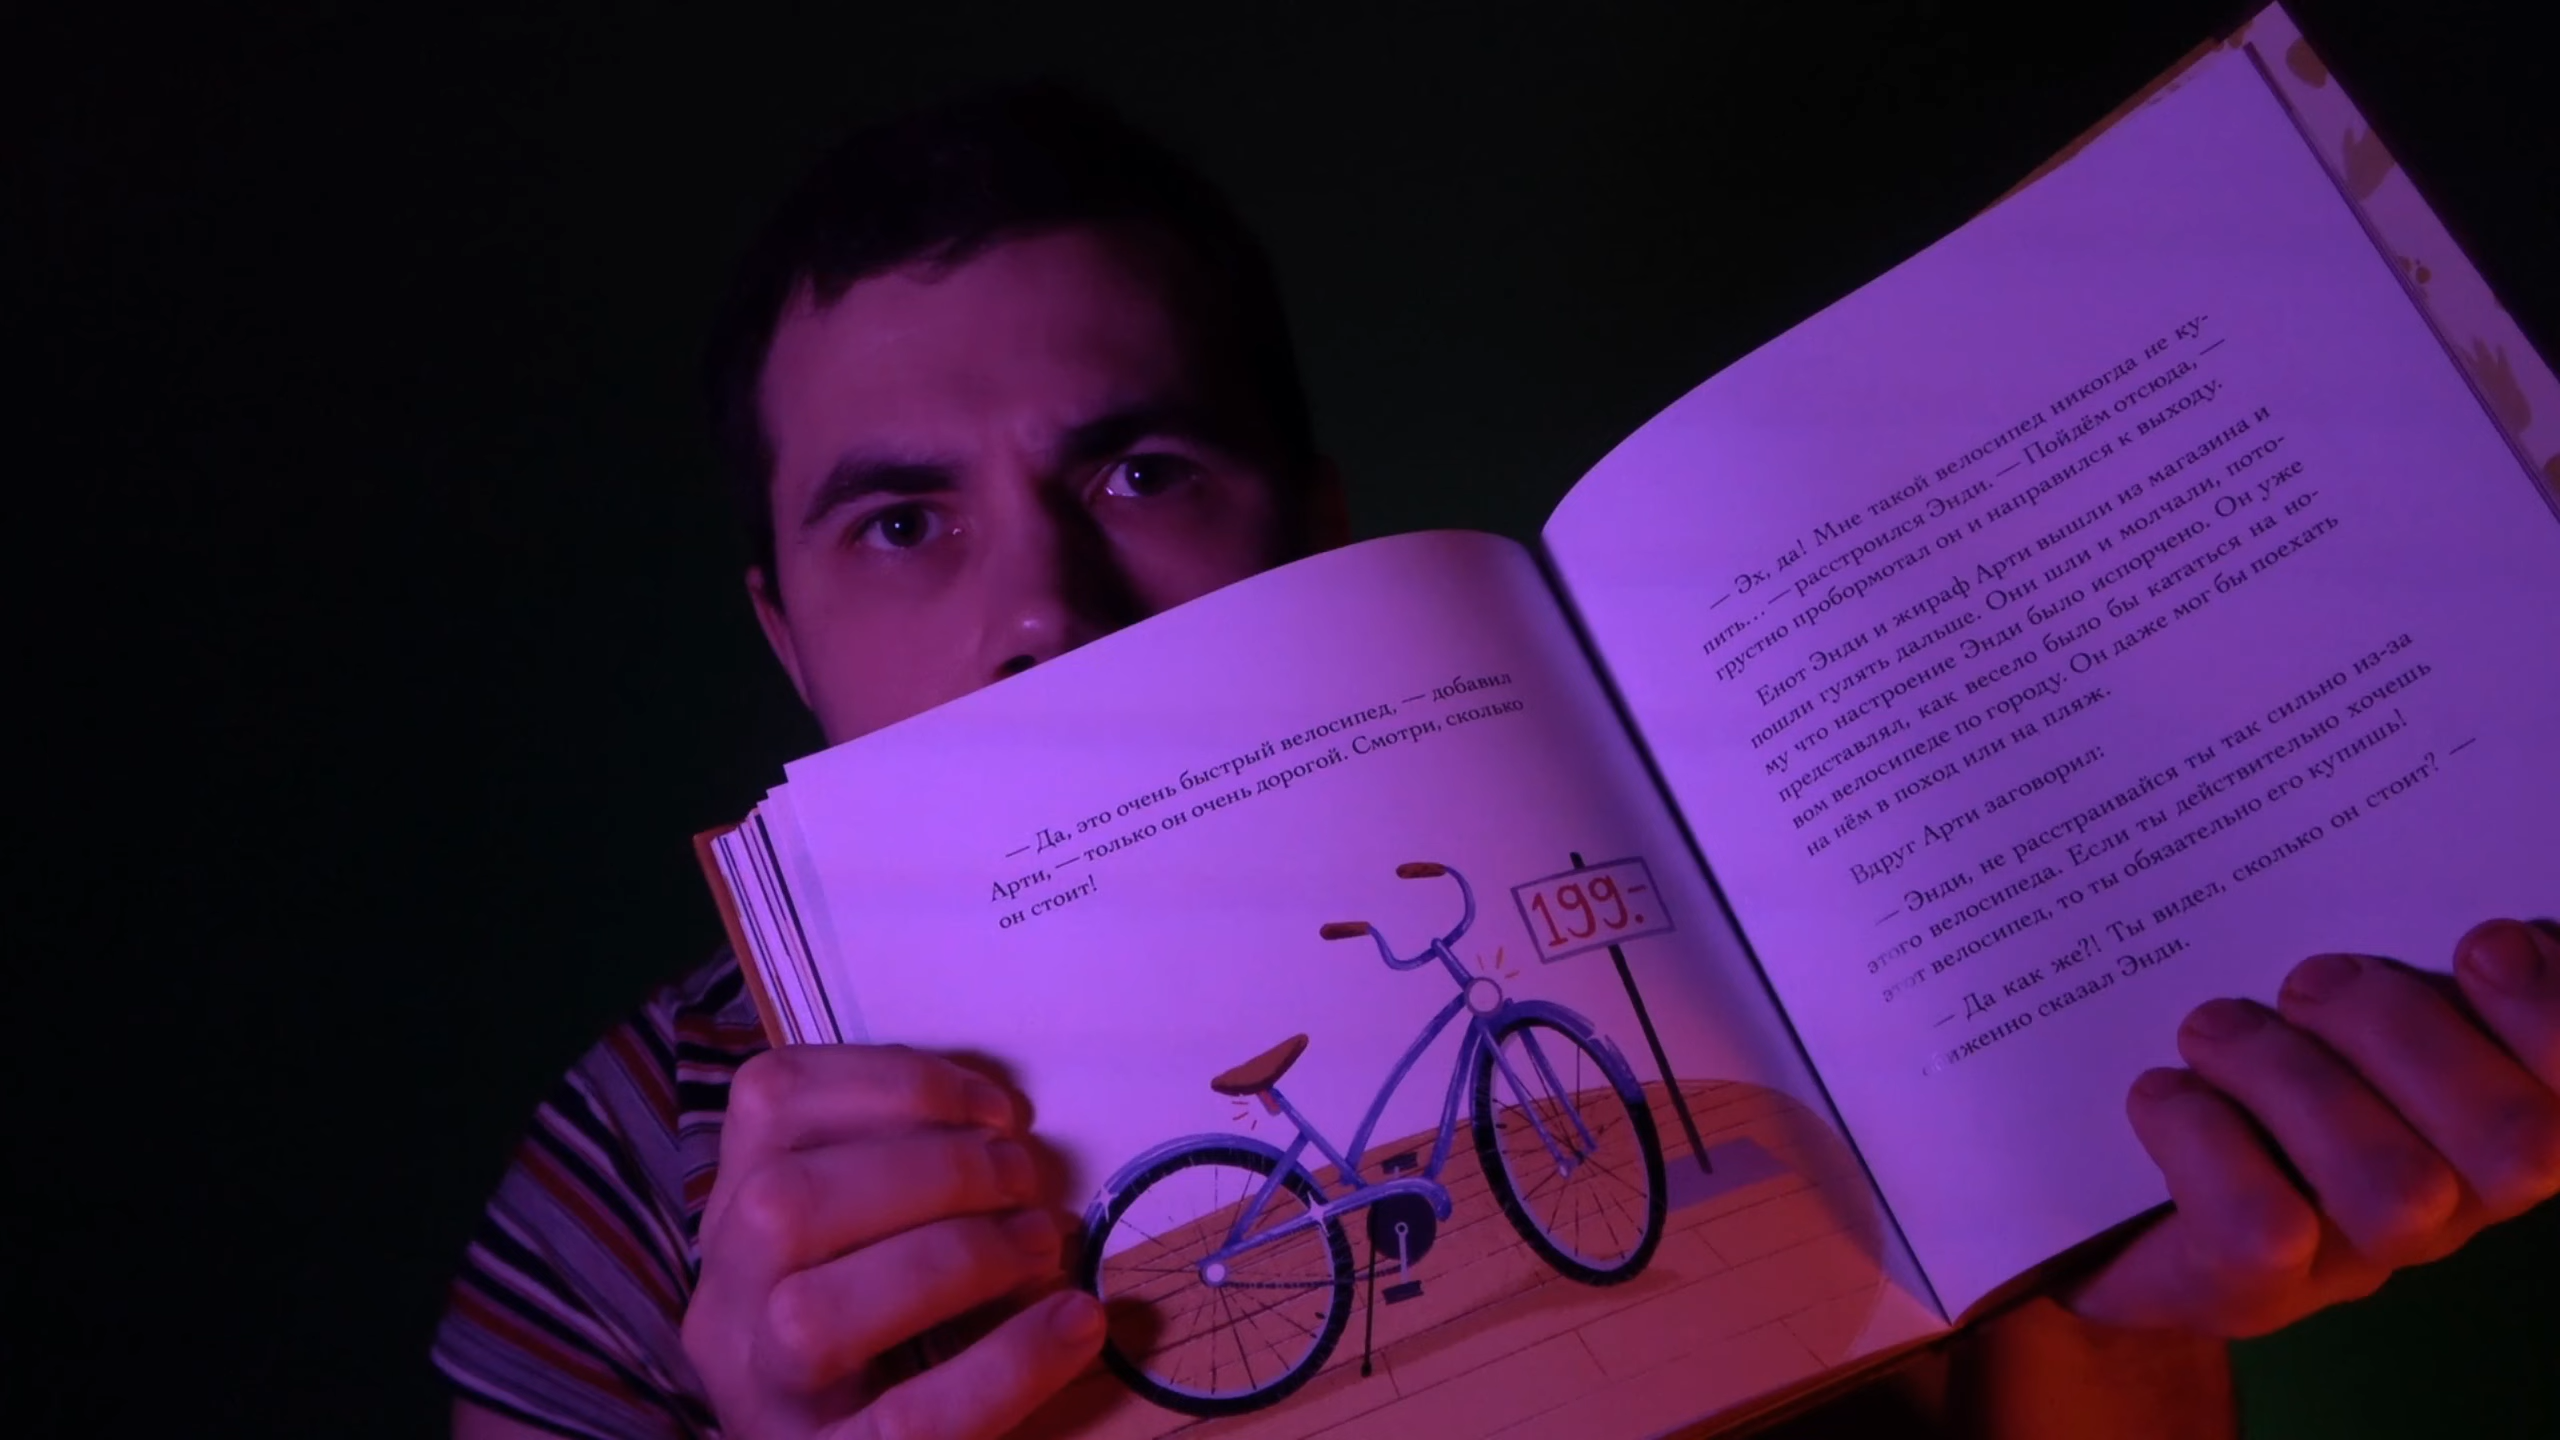 — Да, это очень быстрый велосипед, — добавил
Арти, — только он очень дорогой. Смотри, сколько
он стоит!
199.-
— Эх, да! Мне такой велосипед никогда не ку-
пить... — расстроился Энди. — Пойдём отсюда, —
грустно пробормотал он и направился к выходу.
Енот Энди и жираф Арти вышли из магазина и
пошли гулять дальше. Они шли и молчали, пото-
му что настроение Энди было испорчено. Он уже
представлял, как весело было бы кататься на но-
вом велосипеде по городу. Он даже мог бы поехать
на нём в поход или на пляж.
Вдруг Арти заговорил:
— Энди, не расстраивайся ты так сильно из-за
этого велосипеда. Если ты действительно хочешь
этот велосипед, то ты обязательно его купишь!
— Да как же?! Ты видел, сколько он стоит? —
сказал Энди.